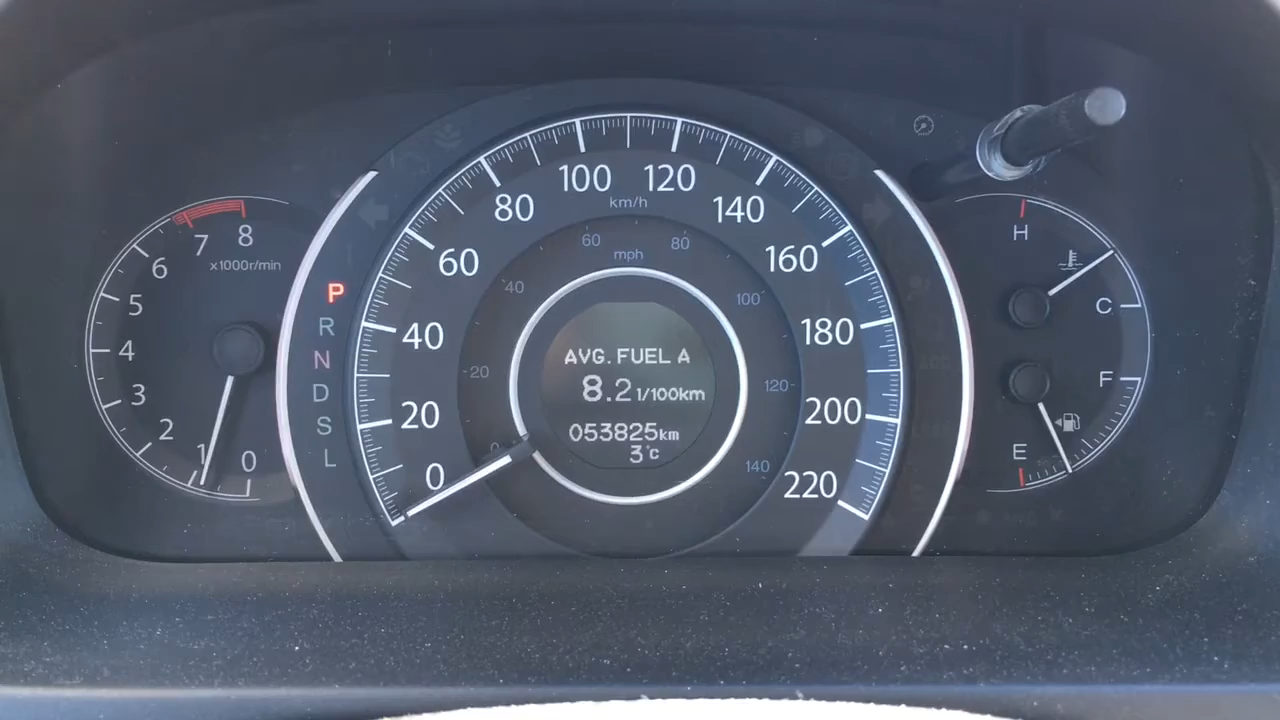 8
7
6
5
4
3
2
1
0
x1000r/min
P
R
N
D
S
L
0
20
40
60
80
100
120
140
160
180
200
220
km/h
mph
0
20
40
60
80
100
120
140
AVG. FUEL A
8.2 l/100km
053825km
3°C
H
C
F
E